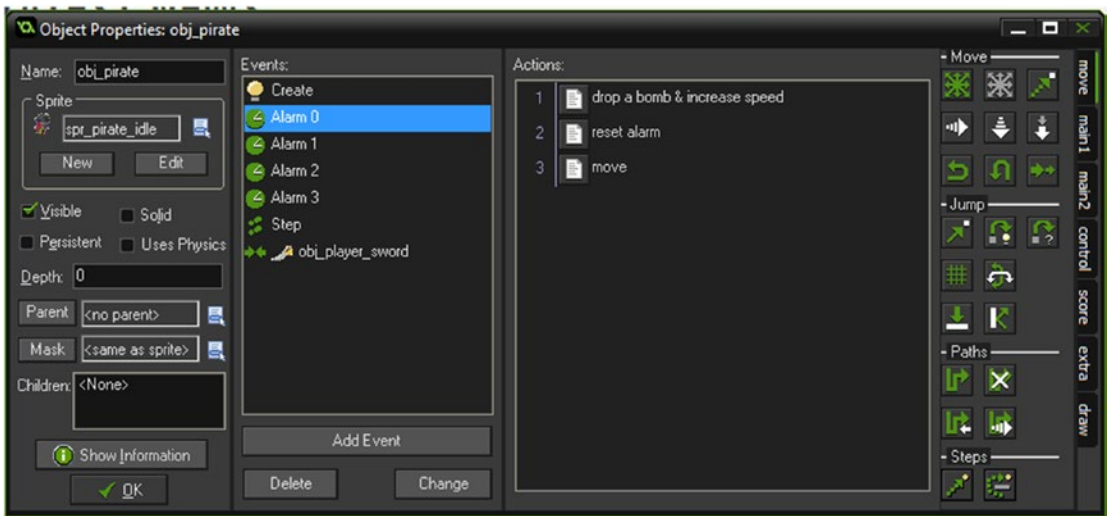 Object Properties: obj_pirate
Name: obj_pirate
Sprite
spr_pirate_idle
New Edit
Visible Solid
Persistent Uses Physics
Depth: 0
Parent <no parent>
Mask <same as sprite>
Children: <None>
Show Information
OK
Events:
Create
Alarm 0
Alarm 1
Alarm 2
Alarm 3
Step
obj_player_sword
Add Event
Delete Change
Actions:
1 drop a bomb & increase speed
2 reset alarm
3 move
Move
Jump
Paths
Steps
move
main1
main2
control
score
extra
draw